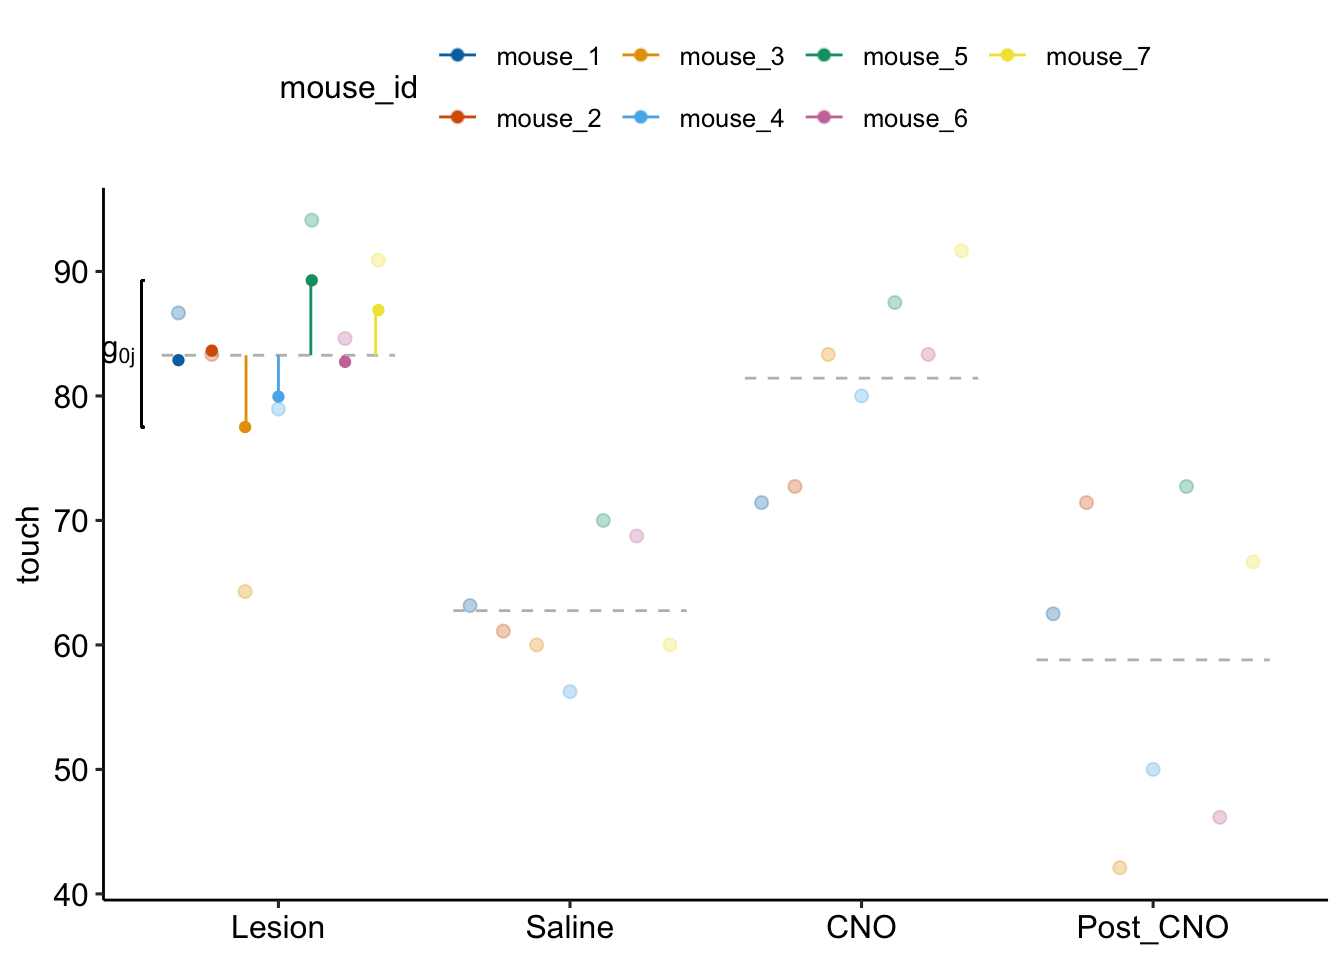 mouse_id
mouse_1 mouse_3 mouse_5 mouse_7
mouse_2 mouse_4 mouse_6
touch
90
80
70
60
50
40
g0j
Lesion Saline CNO Post_CNO